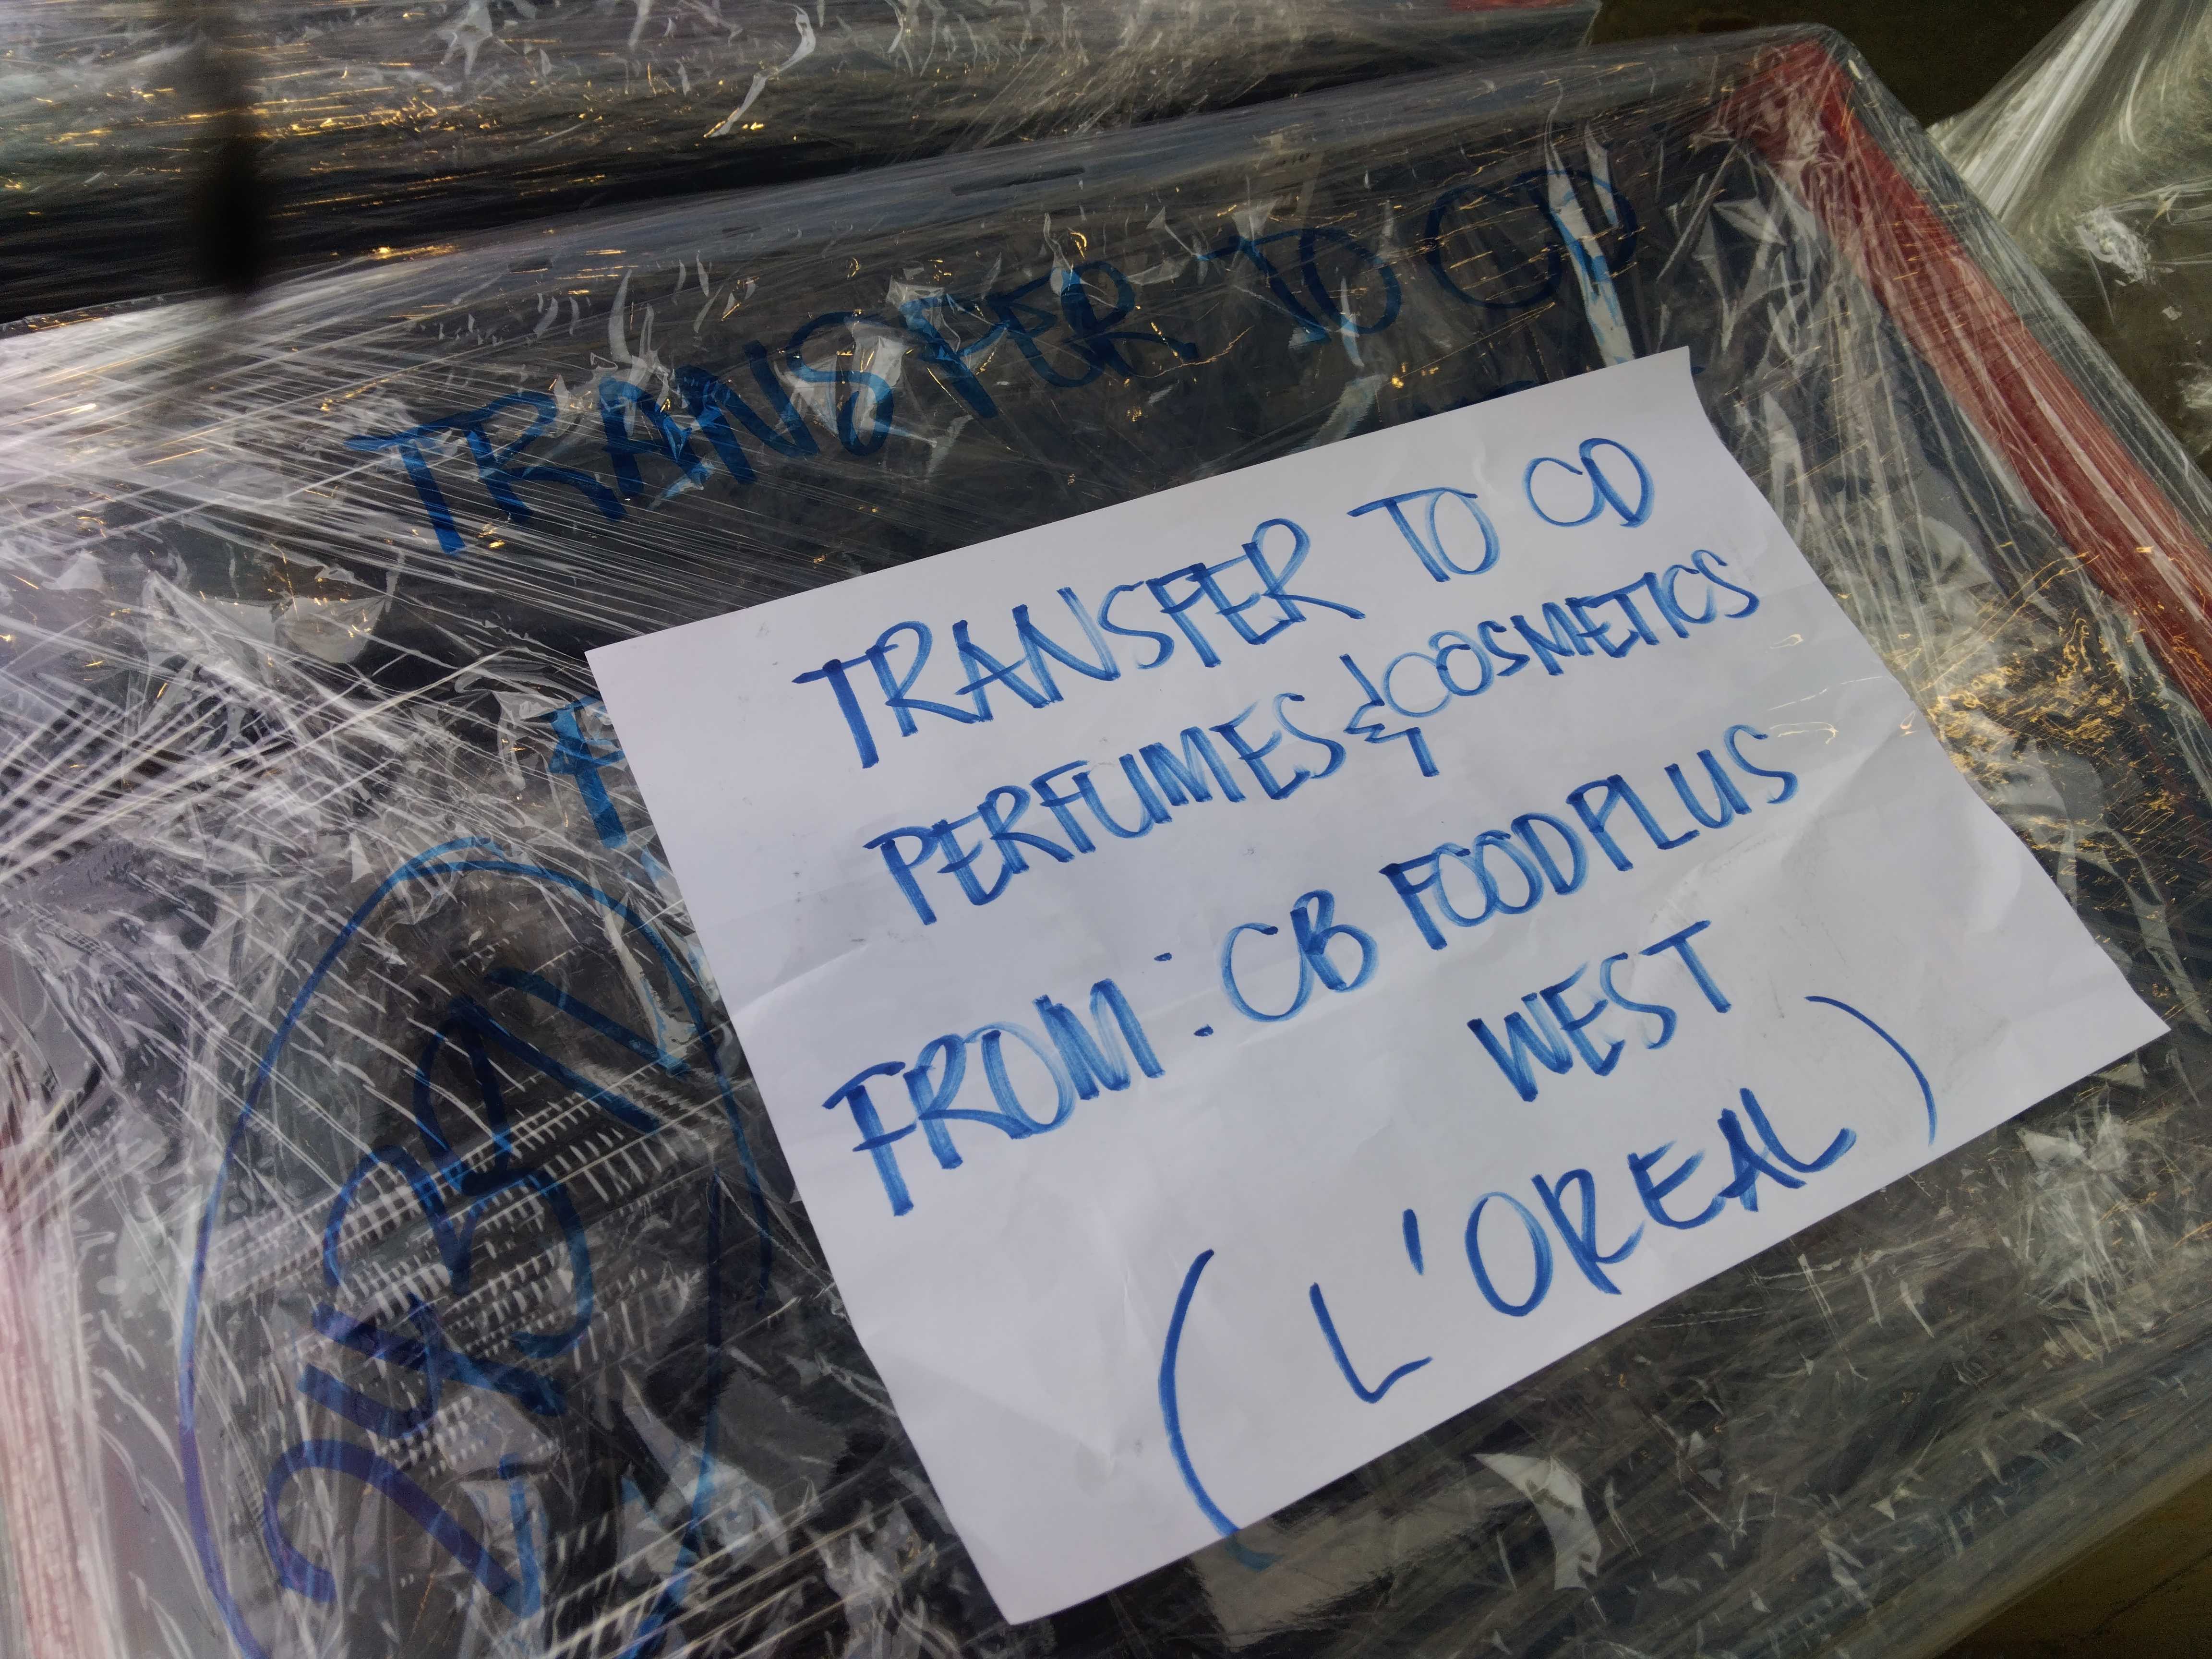 TRANSFER TO CD
TRANSFER TO CD
PERFUMES & COSMETICS
FROM : CB FOODPLUS
WEST
(L'OREAL)